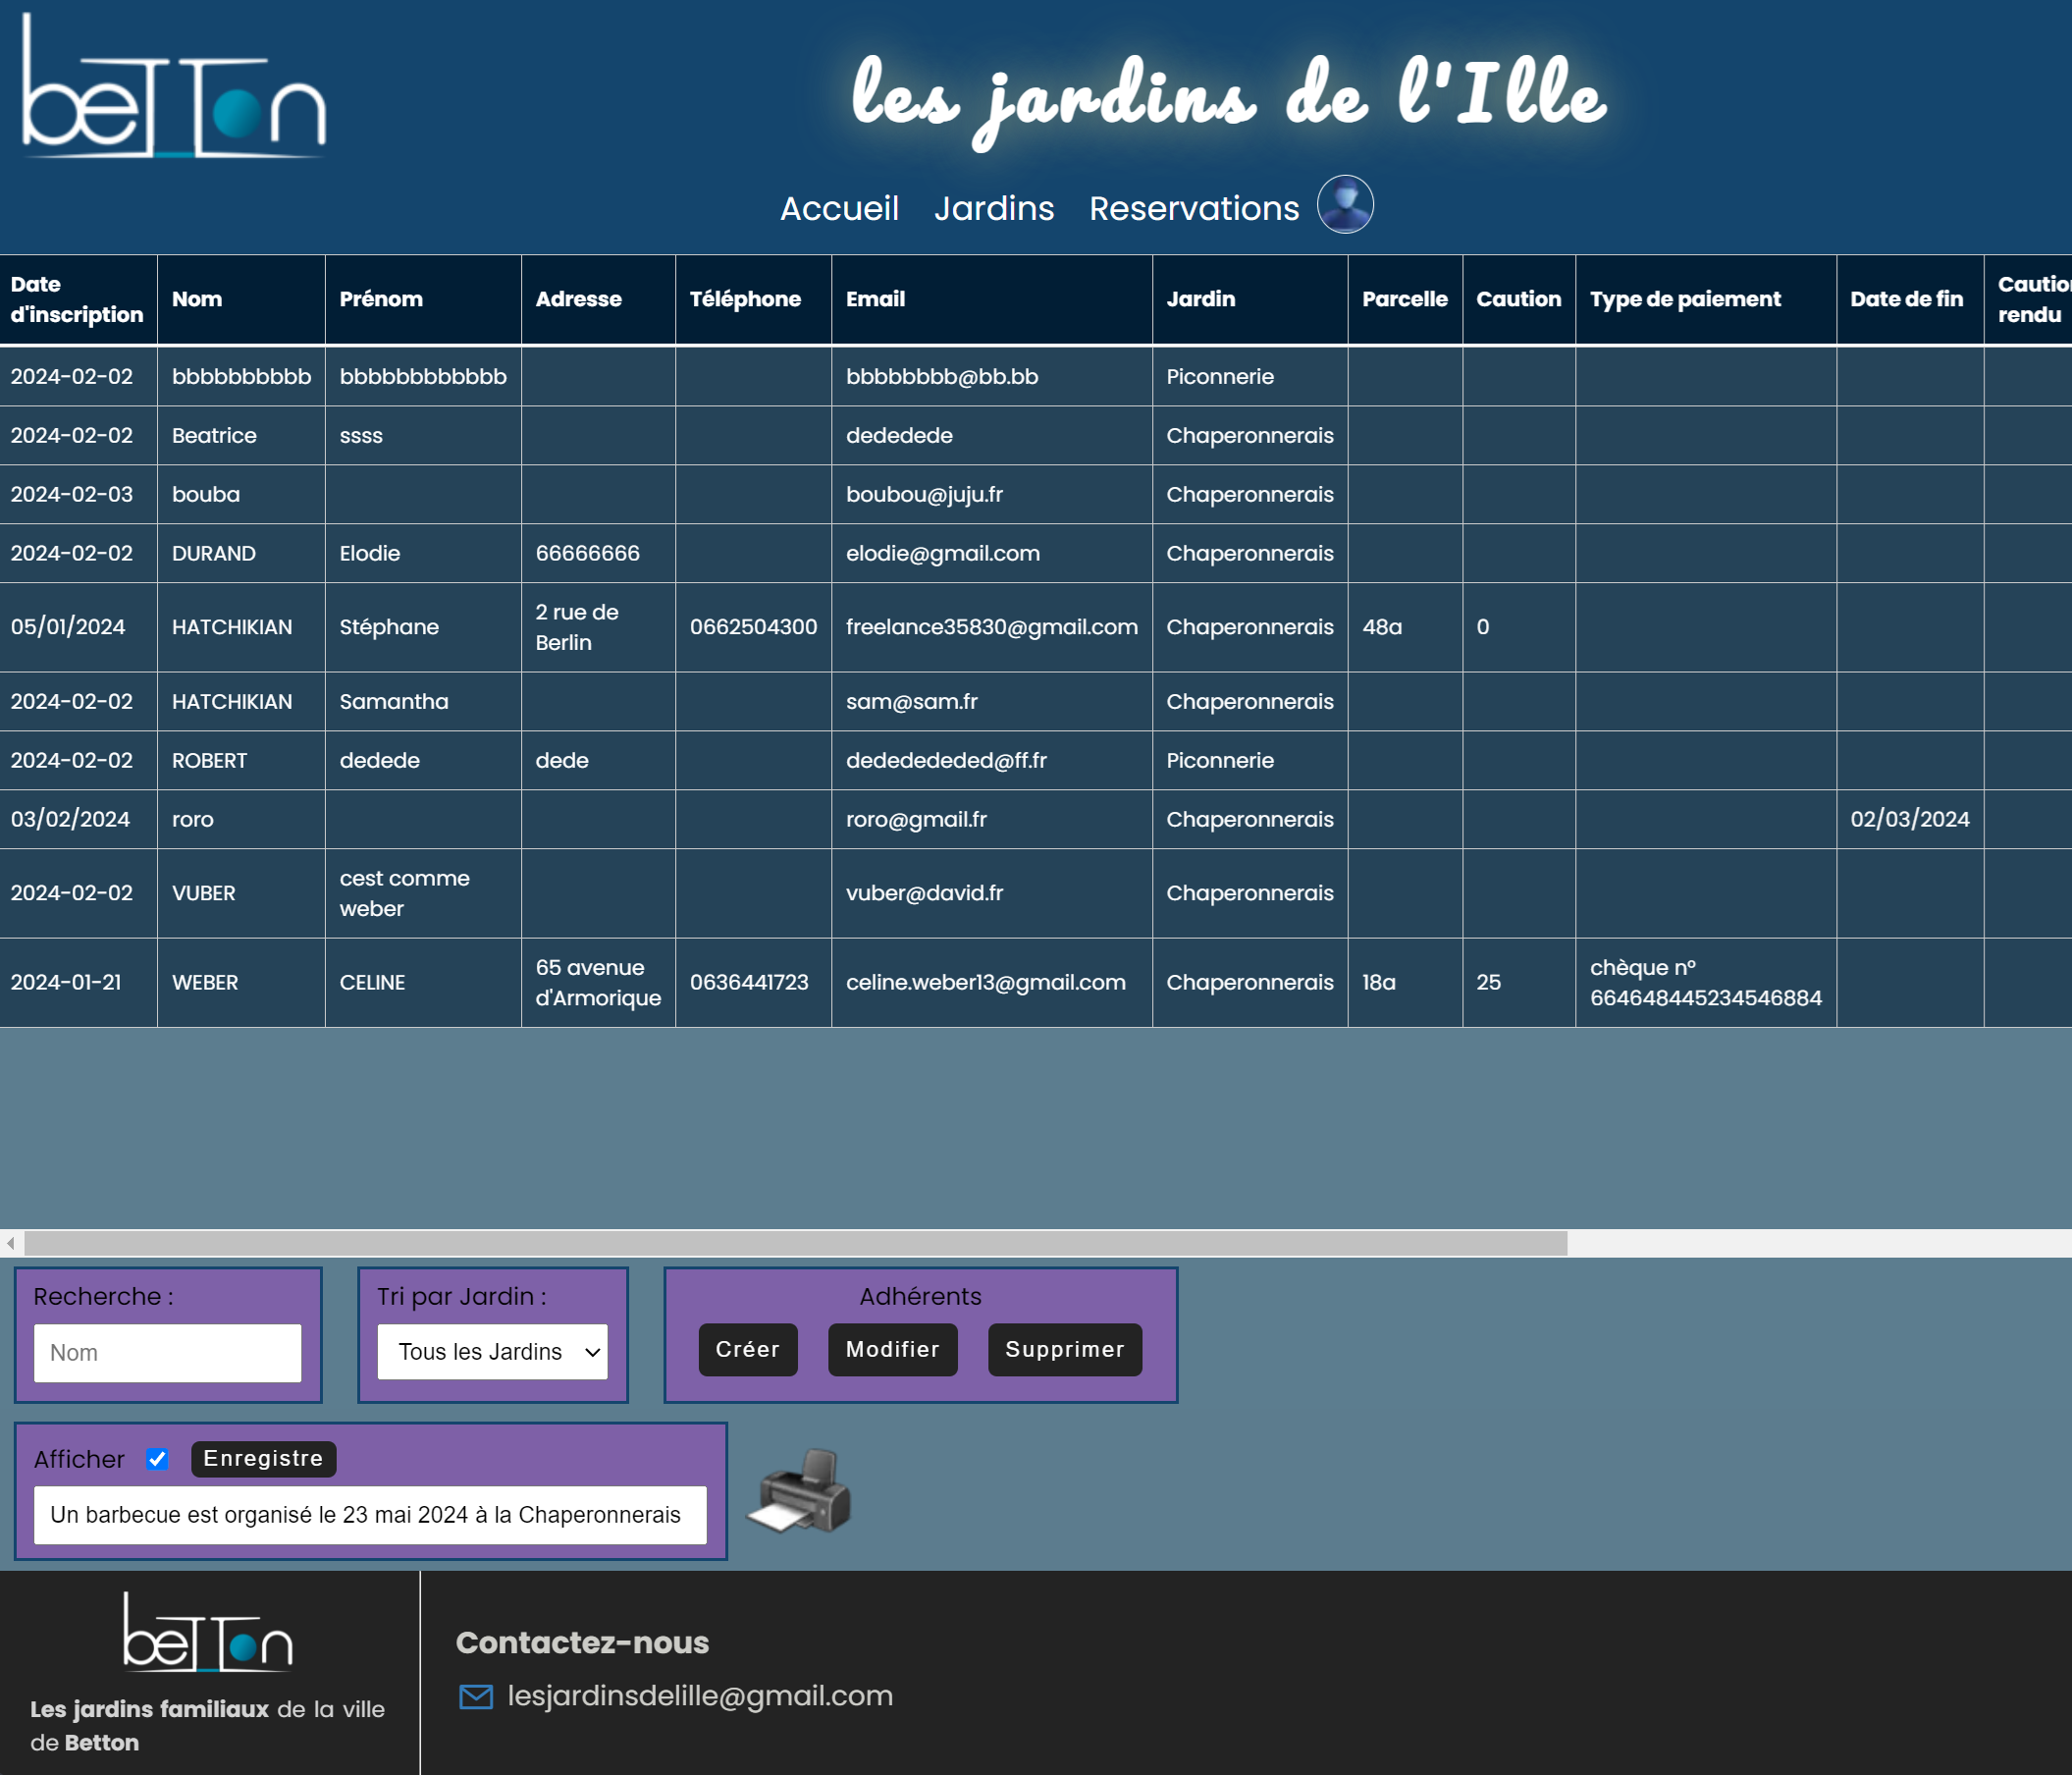 betton
les jardins de l'Ille
Accueil Jardins Reservations
Date d'inscription Nom Prénom Adresse Téléphone Email Jardin Parcelle Caution Type de paiement Date de fin rendu
2024-02-02 bbbbbbbbbb bbbbbbbbbbbb bbbbbbbb@bb.bb Piconnerie
2024-02-02 Beatrice ssss dededede Chaperonnerais
2024-02-03 bouba boubou@juju.fr Chaperonnerais
2024-02-02 DURAND Elodie 66666666 elodie@gmail.com Chaperonnerais
05/01/2024 HATCHIKIAN Stéphane 2 rue de Berlin 0662504300 freelance35830@gmail.com Chaperonnerais 48a 0
2024-02-02 HATCHIKIAN Samantha sam@sam.fr Chaperonnerais
2024-02-02 ROBERT dedede dede dededededed@ff.fr Piconnerie
03/02/2024 roro roro@gmail.fr Chaperonnerais 02/03/2024
2024-02-02 VUBER cest comme weber vuber@david.fr Chaperonnerais
2024-01-21 WEBER CELINE 65 avenue d'Armorique 0636441723 celine.weber13@gmail.com Chaperonnerais 18a 25 chèque n° 664648445234546884
Recherche : Tri par Jardin : Adhérents
Nom Tous les Jardins Créer Modifier Supprimer
Afficher Enregistre
Un barbecue est organisé le 23 mai 2024 à la Chaperonnerais
betton
Les jardins familiaux de la ville
de Betton
Contactez-nous
lesjardinsdelille@gmail.com